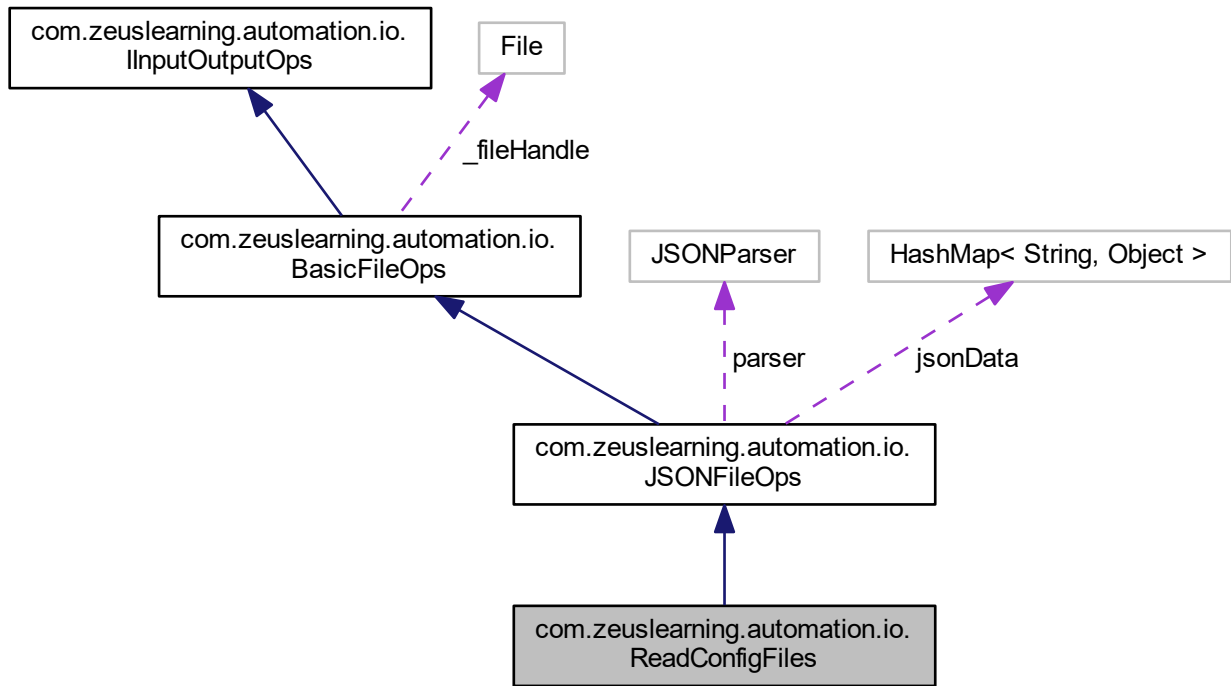 com.zeuslearning.automation.io.
IInputOutputOps
File
_fileHandle
com.zeuslearning.automation.io.
BasicFileOps
JSONParser
HashMap< String, Object >
parser
jsonData
com.zeuslearning.automation.io.
JSONFileOps
com.zeuslearning.automation.io.
ReadConfigFiles